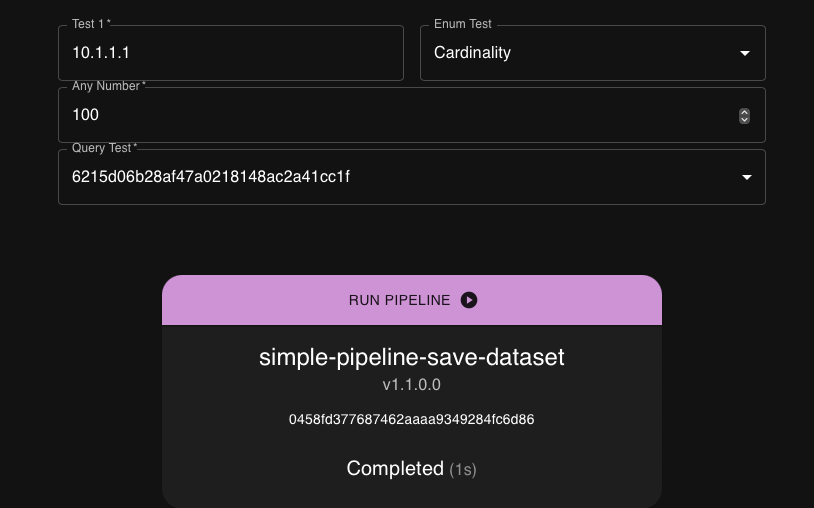 Test 1 *
Enum Test
10.1.1.1
Cardinality
Any Number *
100
Query Test *
6215d06b28af47a0218148ac2a41cc1f
RUN PIPELINE
simple-pipeline-save-dataset
v1.1.0.0
0458fd377687462aaaa9349284fc6d86
Completed (1s)